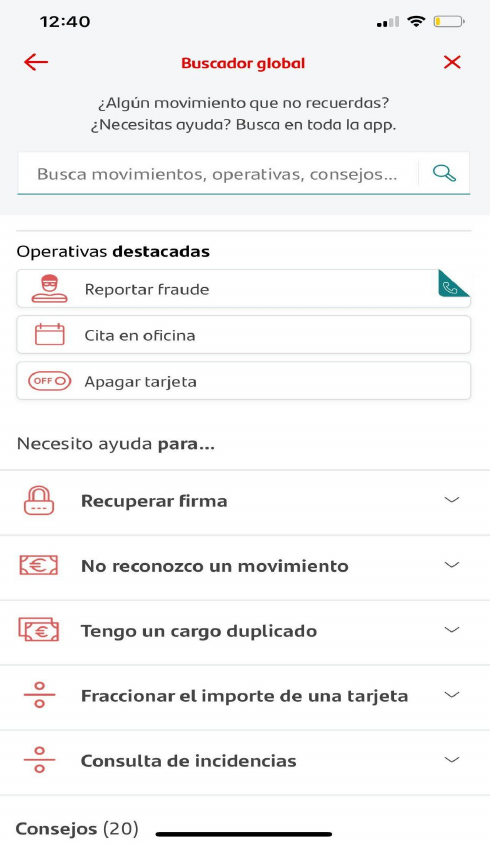 12:40
Buscador global
¿Algún movimiento que no recuerdas?
¿Necesitas ayuda? Busca en toda la app.
Busca movimientos, operativas, consejos...
Operativas destacadas
Reportar fraude
Cita en oficina
OFF
Apagar tarjeta
Necesito ayuda para...
Recuperar firma
No reconozco un movimiento
Tengo un cargo duplicado
Fraccionar el importe de una tarjeta
Consulta de incidencias
Consejos (20)